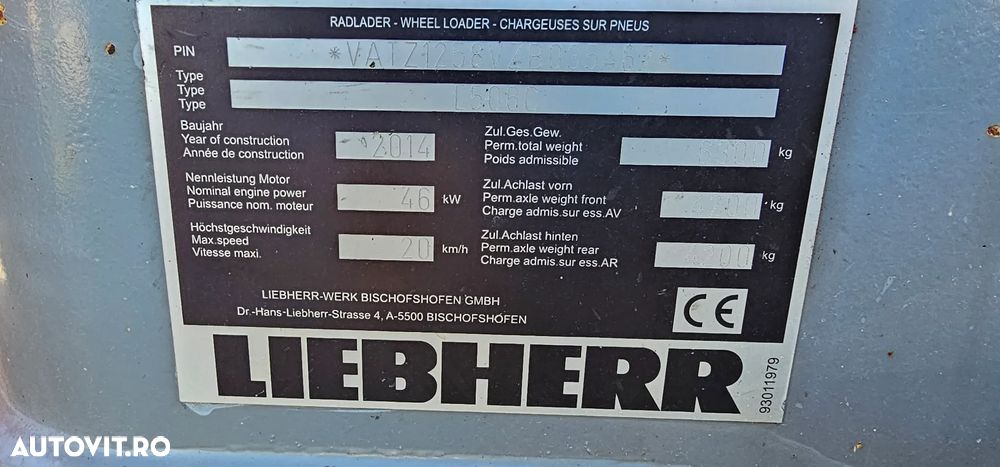 RADLADER - WHEEL LOADER - CHARGEUSES SUR PNEUS
PIN
Type
Type
Type L506C
Baujahr
Year of construction 2014
Année de construction
Zul.Ges.Gew.
Perm.total weight kg
Poids admissible
Nennleistung Motor
Nominal engine power 46 kW
Puissance nom. moteur
Zul.Achlast vorn
Perm.axle weight front kg
Charge admis.sur ess.AV
Höchstgeschwindigkeit
Max.speed 20 km/h
Vitesse maxi.
Zul.Achlast hinten
Perm.axle weight rear kg
Charge admis.sur ess.AR
LIEBHERR-WERK BISCHOFSHOFEN GMBH
Dr.-Hans-Liebherr-Strasse 4, A-5500 BISCHOFSHOFEN
CE
LIEBHERR
93011979
AUTOVIT.RO